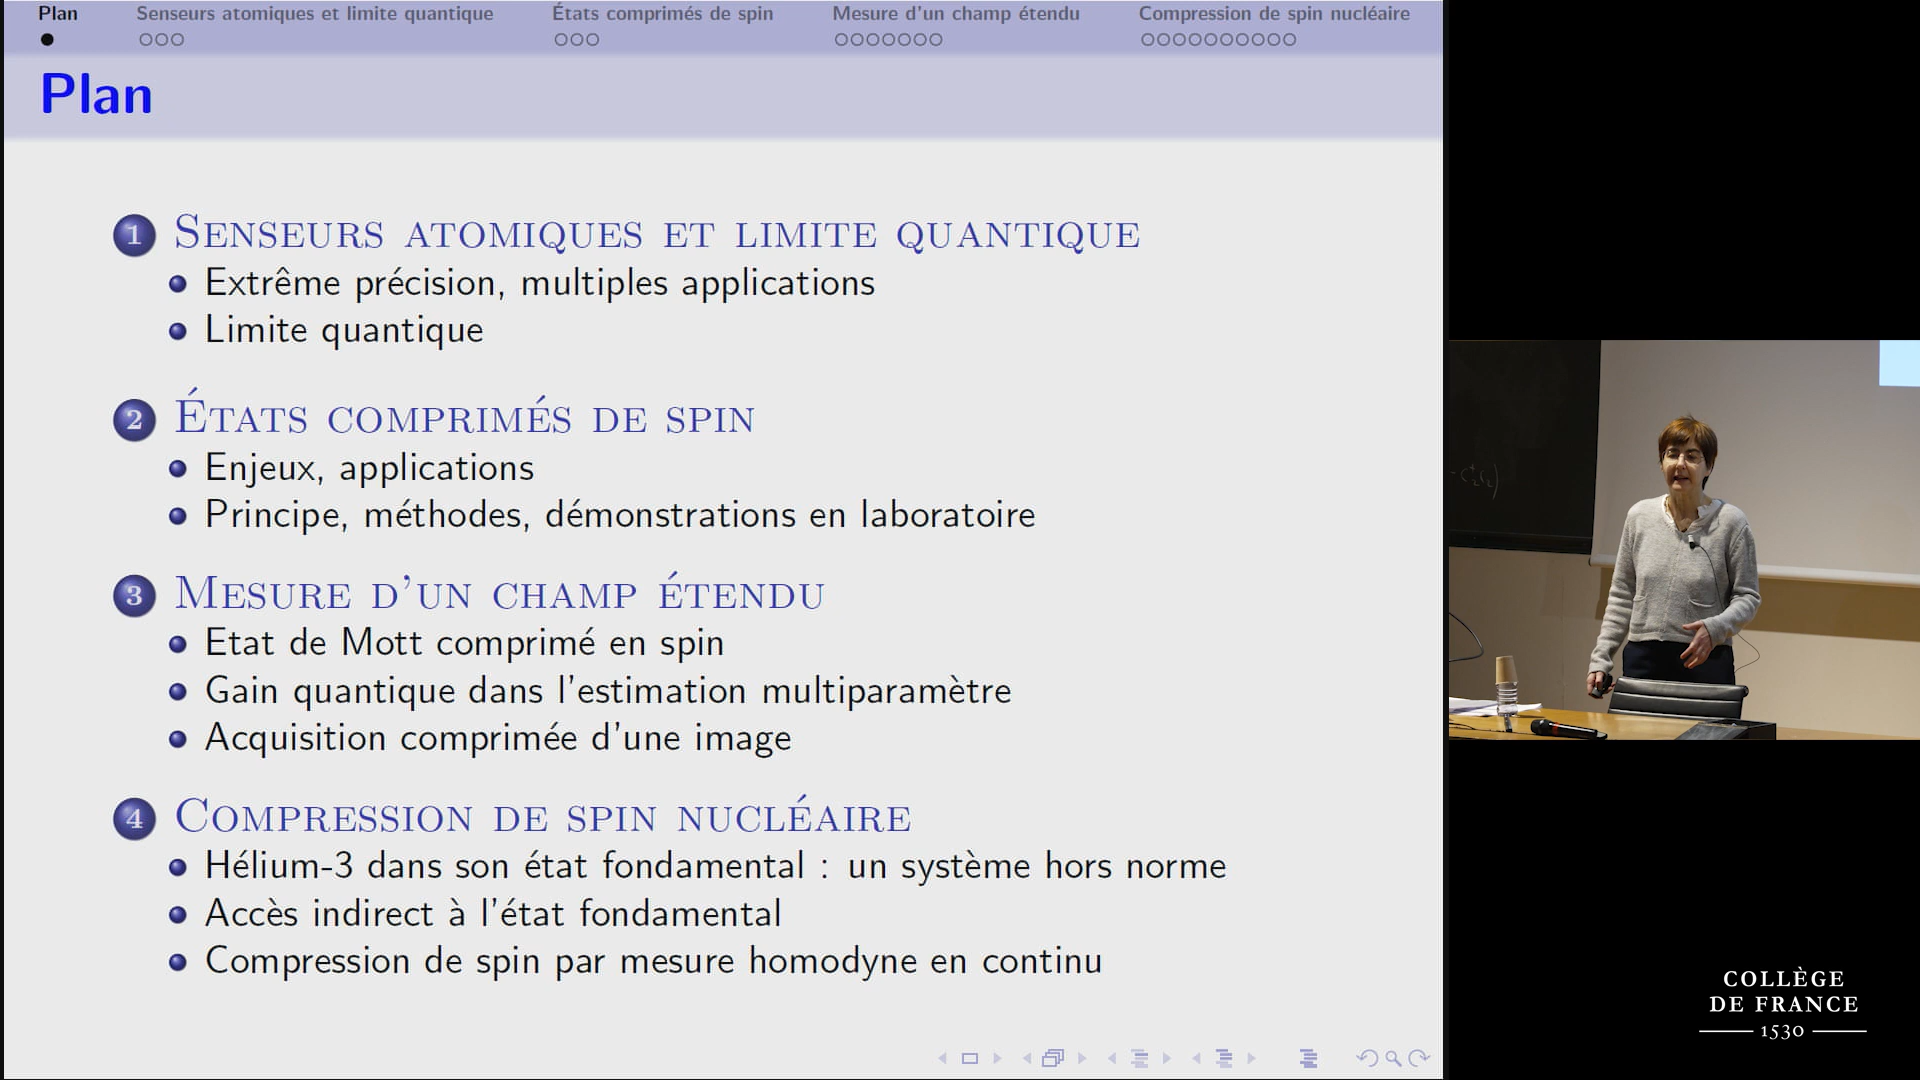 Plan
Senseurs atomiques et limite quantique
États comprimés de spin
Mesure d'un champ étendu
Compression de spin nucléaire
Plan
1 Senseurs atomiques et limite quantique
Extrême précision, multiples applications
Limite quantique
2 États comprimés de spin
Enjeux, applications
Principe, méthodes, démonstrations en laboratoire
3 Mesure d'un champ étendu
Etat de Mott comprimé en spin
Gain quantique dans l'estimation multiparamètre
Acquisition comprimée d'une image
4 Compression de spin nucléaire
Hélium-3 dans son état fondamental : un système hors norme
Accès indirect à l'état fondamental
Compression de spin par mesure homodyne en continu
COLLÈGE
DE FRANCE
1530